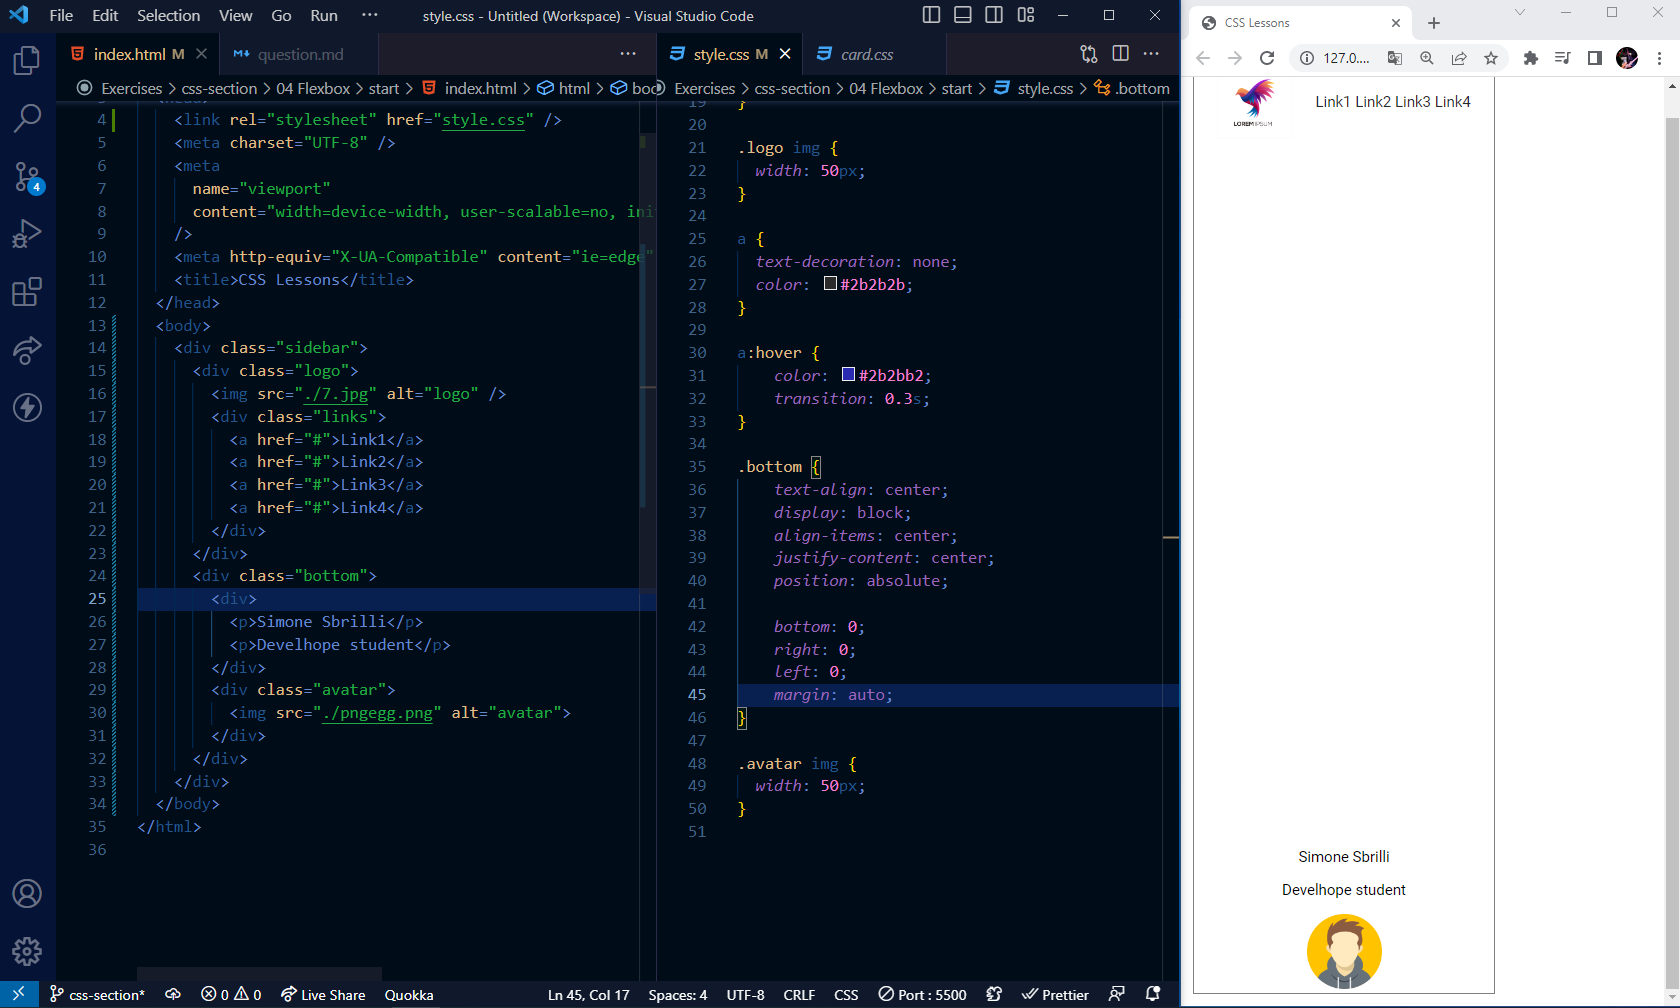 File Edit Selection View Go Run ··· style.css - Untitled (Workspace) - Visual Studio Code
index.html M question.md ···
style.css M card.css ···
Exercises > css-section > 04 Flexbox > start > index.html > html > bod
Exercises > css-section > 04 Flexbox > start > style.css > .bottom
4 <link rel="stylesheet" href="style.css" />
5 <meta charset="UTF-8" />
6 <meta
7 name="viewport"
8 content="width=device-width, user-scalable=no, ini
9 />
10 <meta http-equiv="X-UA-Compatible" content="ie=edge"
11 <title>CSS Lessons</title>
12 </head>
13 <body>
14 <div class="sidebar">
15 <div class="logo">
16 <img src="./7.jpg" alt="logo" />
17 <div class="links">
18 <a href="#">Link1</a>
19 <a href="#">Link2</a>
20 <a href="#">Link3</a>
21 <a href="#">Link4</a>
22 </div>
23 </div>
24 <div class="bottom">
25 <div>
26 <p>Simone Sbrilli</p>
27 <p>Develhope student</p>
28 </div>
29 <div class="avatar">
30 <img src="./pngegg.png" alt="avatar">
31 </div>
32 </div>
33 </div>
34 </body>
35 </html>
36
19 }
20
21 .logo img {
22 width: 50px;
23 }
24
25 a {
26 text-decoration: none;
27 color: #2b2b2b;
28 }
29
30 a:hover {
31 color: #2b2bb2;
32 transition: 0.3s;
33 }
34
35 .bottom {
36 text-align: center;
37 display: block;
38 align-items: center;
39 justify-content: center;
40 position: absolute;
41
42 bottom: 0;
43 right: 0;
44 left: 0;
45 margin: auto;
46 }
47
48 .avatar img {
49 width: 50px;
50 }
51
4
css-section* 0 0 Live Share Quokka Ln 45, Col 17 Spaces: 4 UTF-8 CRLF CSS Port : 5500 Prettier
CSS Lessons
127.0....
LOREM IPSUM
Link1 Link2 Link3 Link4
Simone Sbrilli
Develhope student